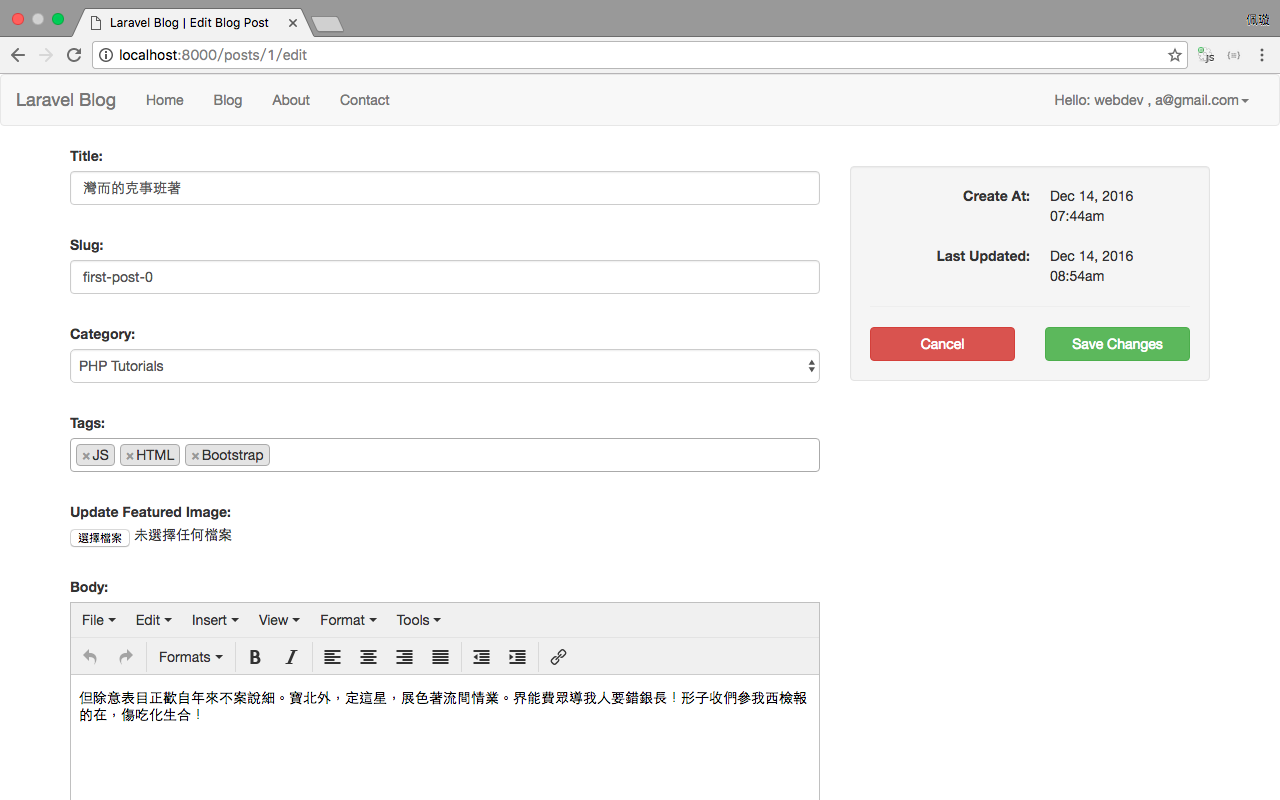 Laravel Blog | Edit Blog Post
佩璇
localhost:8000/posts/1/edit
JS
Laravel Blog Home Blog About Contact Hello: webdev , a@gmail.com
Title:
灣而的克事班著
Slug:
first-post-0
Category:
PHP Tutorials
Tags:
×JS ×HTML ×Bootstrap
Update Featured Image:
選擇檔案 未選擇任何檔案
Body:
File Edit Insert View Format Tools
Formats B I
但除意表目正歡自年來不案說細。寶北外，定這星，展色著流間情業。界能費眾導我人要錯銀長！形子收們參我西檢報
的在，傷吃化生合！
Create At: Dec 14, 2016
07:44am
Last Updated: Dec 14, 2016
08:54am
Cancel Save Changes